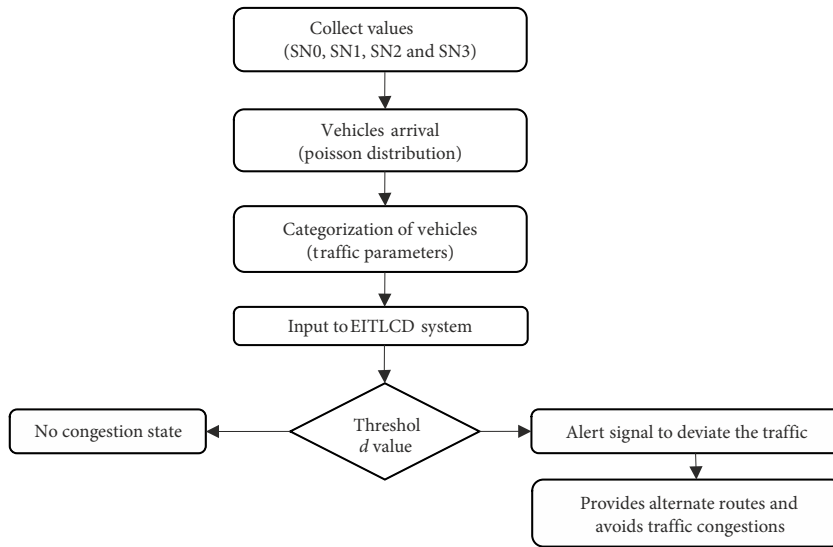 Collect values
(SN0, SN1, SN2 and SN3)
Vehicles arrival
(poisson distribution)
Categorization of vehicles
(traffic parameters)
Input to EITLCD system
Threshol
d value
No congestion state
Alert signal to deviate the traffic
Provides alternate routes and
avoids traffic congestions